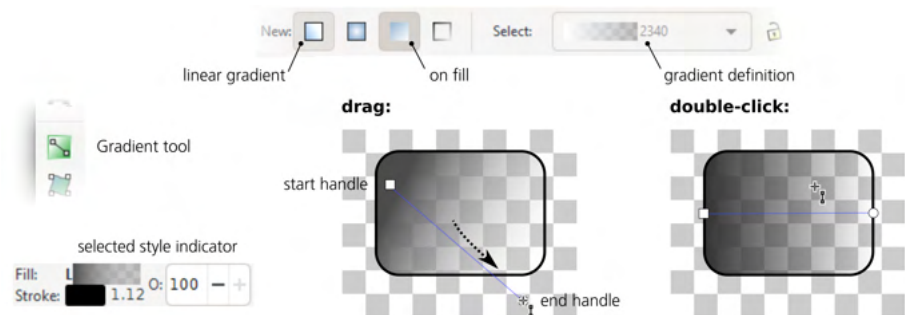 New: Select: 2340
linear gradient on fill gradient definition
drag: double-click:
Gradient tool
start handle
selected style indicator
Fill: L
Stroke: 1.12 O: 100
end handle